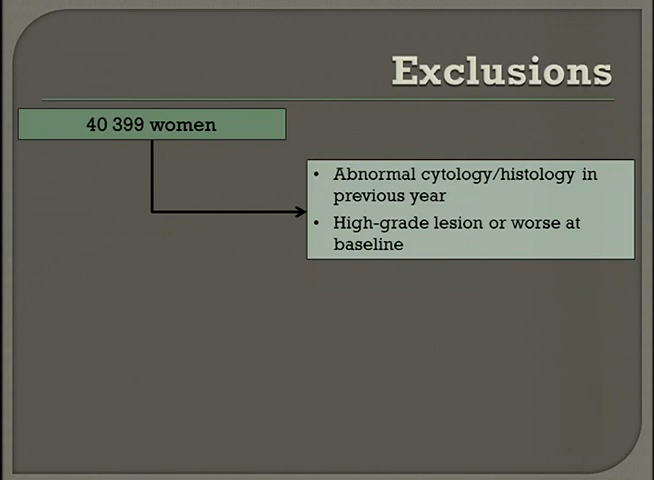 Exclusions
40 399 women
• Abnormal cytology/histology in
previous year
• High-grade lesion or worse at
baseline